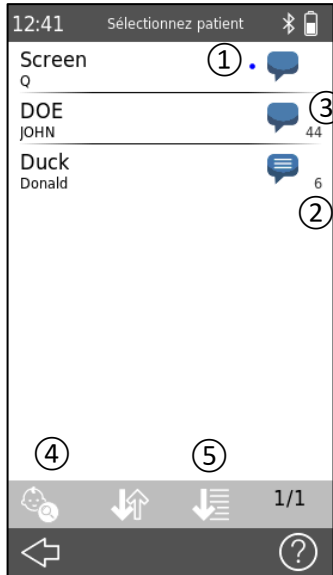 12:41 Sélectionnez patient
Screen ①
Q
DOE ③
JOHN 44
Duck
Donald 6
②
④ ⑤
1/1
?